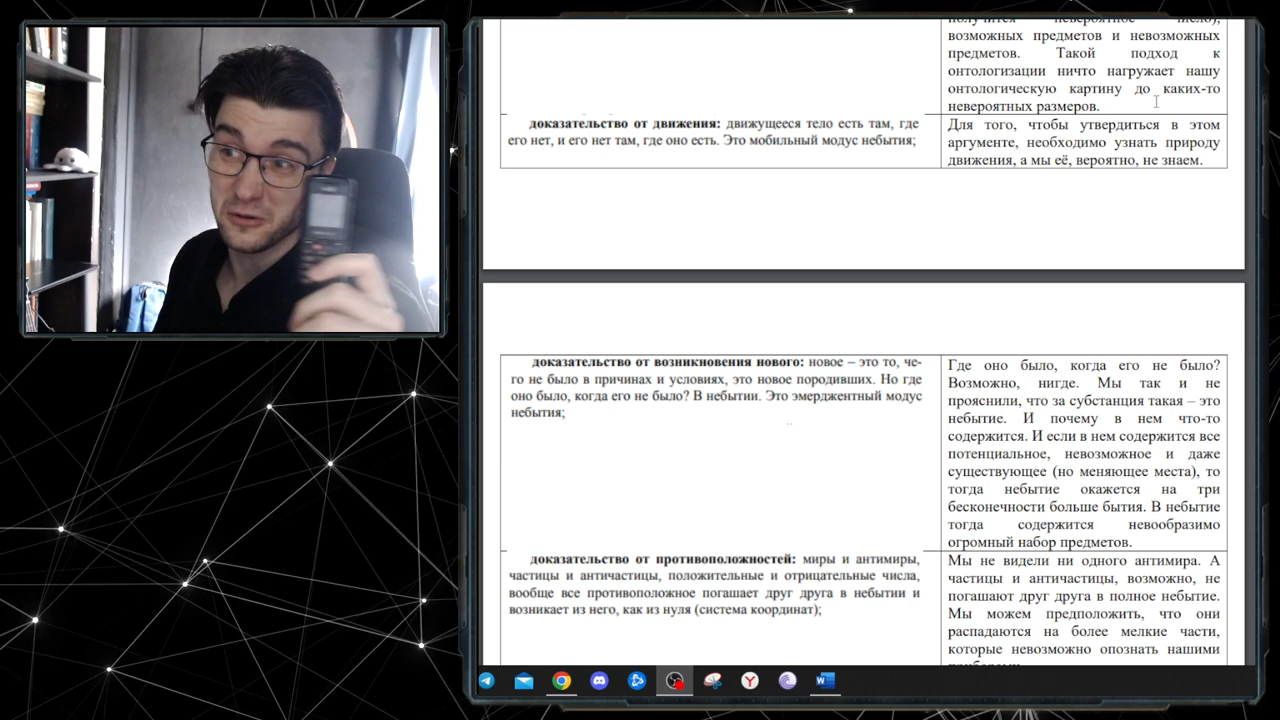 получится невероятное число),
возможных предметов и невозможных
предметов. Такой подход к
онтологизации ничто нагружает нашу
онтологическую картину до каких-то
невероятных размеров.
доказательство от движения: движущееся тело есть там, где
его нет, и его нет там, где оно есть. Это мобильный модус небытия;
Для того, чтобы утвердиться в этом
аргументе, необходимо узнать природу
движения, а мы её, вероятно, не знаем.
доказательство от возникновения нового: новое – это то, че-
го не было в причинах и условиях, это новое породивших. Но где
оно было, когда его не было? В небытии. Это эмерджентный модус
небытия;
Где оно было, когда его не было?
Возможно, нигде. Мы так и не
прояснили, что за субстанция такая – это
небытие. И почему в нем что-то
содержится. И если в нем содержится все
потенциальное, невозможное и даже
существующее (но меняющее места), то
тогда небытие окажется на три
бесконечности больше бытия. В небытие
тогда содержится невообразимо
огромный набор предметов.
доказательство от противоположностей: миры и антимиры,
частицы и античастицы, положительные и отрицательные числа,
вообще все противоположное погашает друг друга в небытии и
возникает из него, как из нуля (система координат);
Мы не видели ни одного антимира. А
частицы и античастицы, возможно, не
погашают друг друга в полное небытие.
Мы можем предположить, что они
распадаются на более мелкие части,
которые невозможно опознать нашими